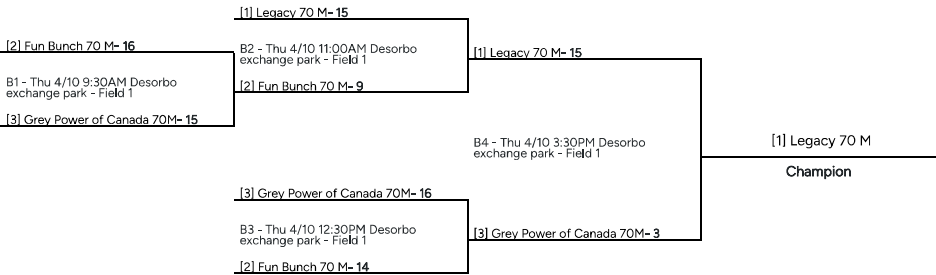 [1] Legacy 70 M- 15
[2] Fun Bunch 70 M- 16
B2 - Thu 4/10 11:00AM Desorbo
exchange park - Field 1
[1] Legacy 70 M- 15
B1 - Thu 4/10 9:30AM Desorbo
exchange park - Field 1
[2] Fun Bunch 70 M- 9
[3] Grey Power of Canada 70M- 15
B4 - Thu 4/10 3:30PM Desorbo
exchange park - Field 1
[1] Legacy 70 M
Champion
[3] Grey Power of Canada 70M- 16
B3 - Thu 4/10 12:30PM Desorbo
exchange park - Field 1
[3] Grey Power of Canada 70M- 3
[2] Fun Bunch 70 M- 14